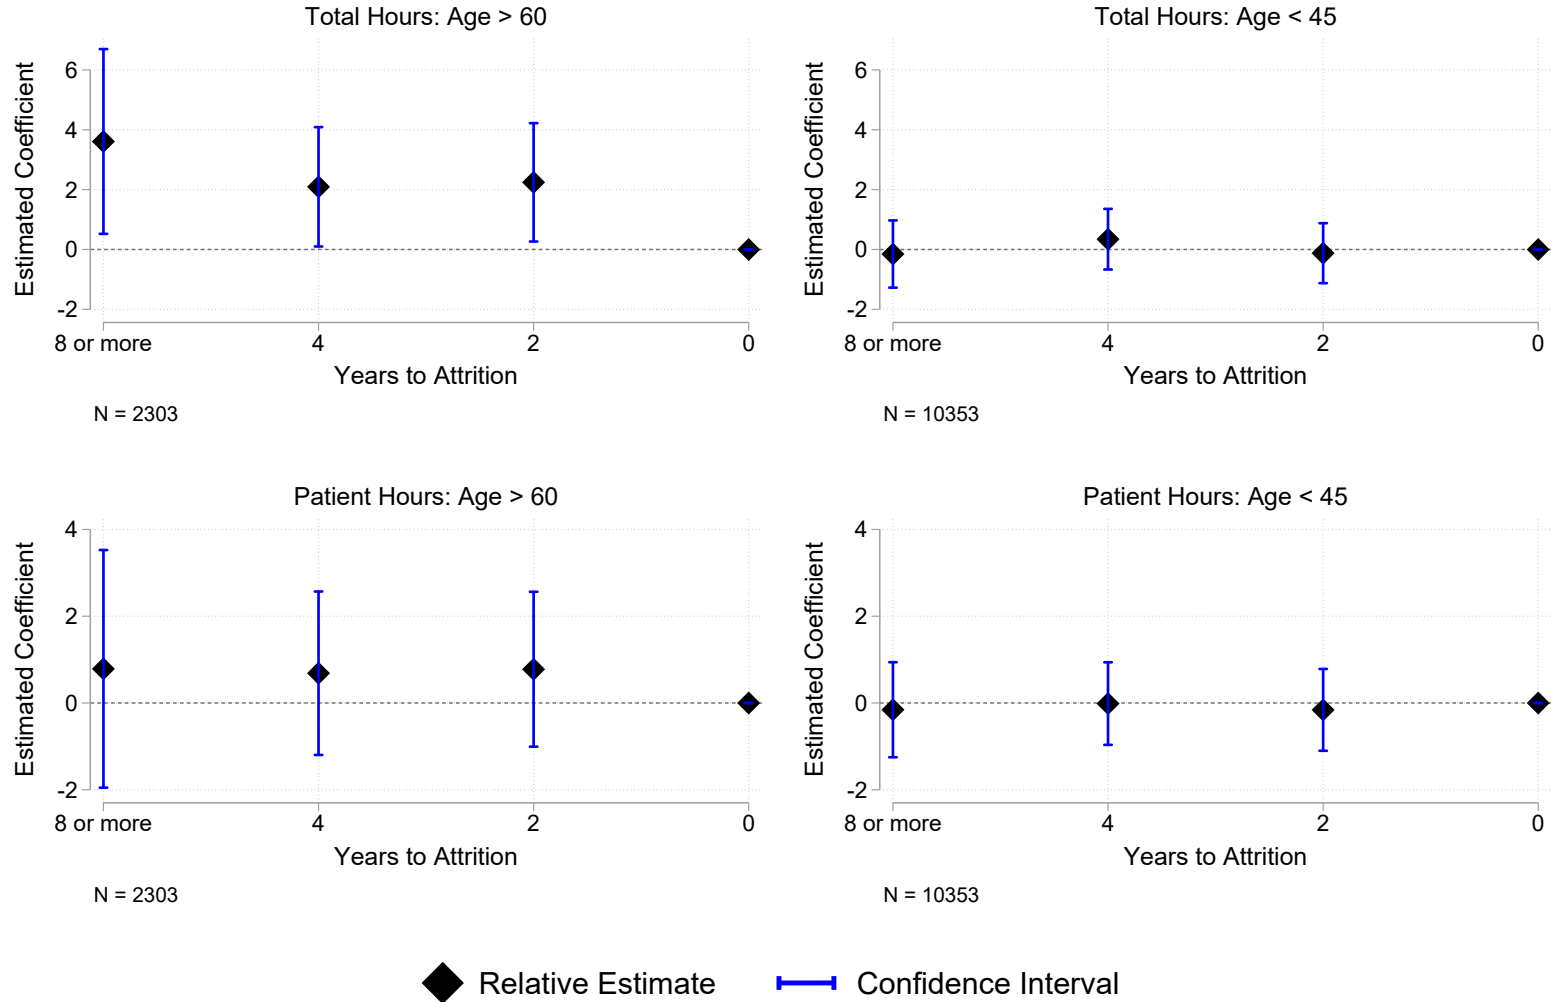 Total Hours: Age > 60
Estimated Coefficient
6
4
2
0
-2
8 or more 4 2 0
Years to Attrition
N = 2303
Total Hours: Age < 45
Estimated Coefficient
6
4
2
0
-2
8 or more 4 2 0
Years to Attrition
N = 10353
Patient Hours: Age > 60
Estimated Coefficient
4
2
0
-2
8 or more 4 2 0
Years to Attrition
N = 2303
Patient Hours: Age < 45
Estimated Coefficient
4
2
0
-2
8 or more 4 2 0
Years to Attrition
N = 10353
Relative Estimate Confidence Interval